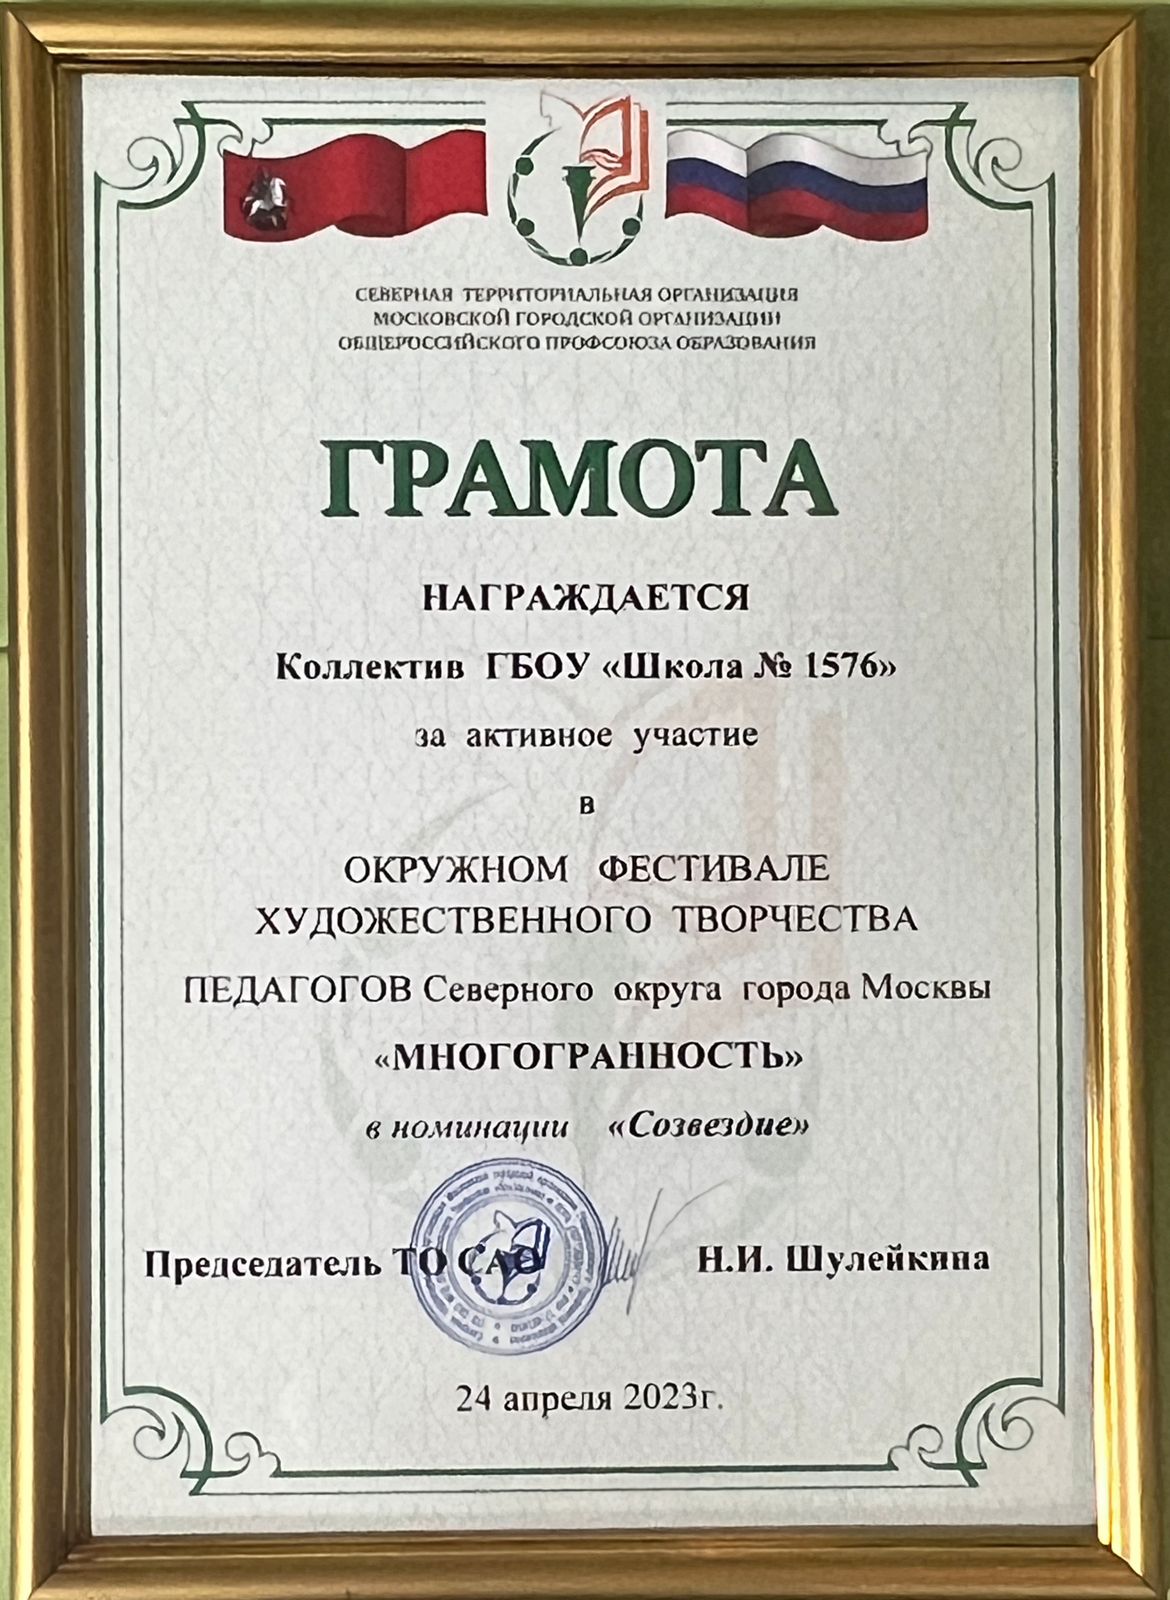 СЕВЕРНАЯ ТЕРРИТОРИАЛЬНАЯ ОРГАНИЗАЦИЯ
МОСКОВСКОЙ ГОРОДСКОЙ ОРГАНИЗАЦИИ
ОБЩЕРОССИЙСКОГО ПРОФСОЮЗА ОБРАЗОВАНИЯ
ГРАМОТА
НАГРАЖДАЕТСЯ
Коллектив ГБОУ «Школа № 1576»
за активное участие
в
ОКРУЖНОМ ФЕСТИВАЛЕ
ХУДОЖЕСТВЕННОГО ТВОРЧЕСТВА
ПЕДАГОГОВ Северного округа города Москвы
«МНОГОГРАННОСТЬ»
в номинации «Созвездие»
Председатель ТО САО Н.И. Шулейкина
24 апреля 2023г.